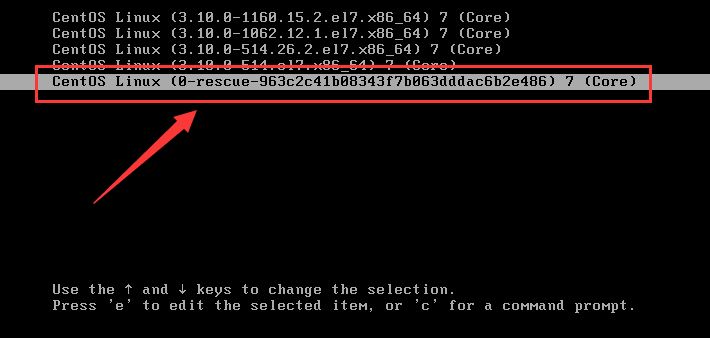 CentOS Linux (3.10.0-1160.15.2.el7.x86_64) 7 (Core)
CentOS Linux (3.10.0-1062.12.1.el7.x86_64) 7 (Core)
CentOS Linux (3.10.0-514.26.2.el7.x86_64) 7 (Core)
CentOS Linux (3.10.0-514.el7.x86_64) 7 (Core)
CentOS Linux (0-rescue-963c2c41b08343f7b063dddac6b2e486) 7 (Core)
Use the ↑ and ↓ keys to change the selection.
Press 'e' to edit the selected item, or 'c' for a command prompt.